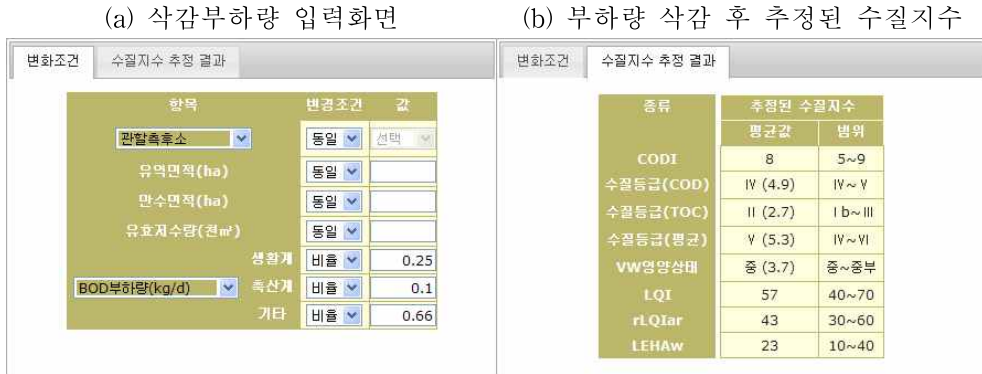 (a) 삭감부하량 입력화면
변화조건 수질지수 추정 결과
항목 변경조건 값
관할측후소 동일 선택
유역면적(ha) 동일
만수면적(ha) 동일
유효저수량(천㎥) 동일
생활계 비율 0.25
BOD부하량(kg/d) 축산계 비율 0.1
기타 비율 0.66
(b) 부하량 삭감 후 추정된 수질지수
변화조건 수질지수 추정 결과
종류 추정된 수질지수
평균값 범위
CODI 8 5~9
수질등급(COD) Ⅳ (4.9) Ⅳ~Ⅴ
수질등급(TOC) Ⅱ (2.7) Ⅰb~Ⅲ
수질등급(평균) Ⅴ (5.3) Ⅳ~Ⅵ
VW영양상태 중 (3.7) 중~중부
LQI 57 40~70
rLQIar 43 30~60
LEHAw 23 10~40